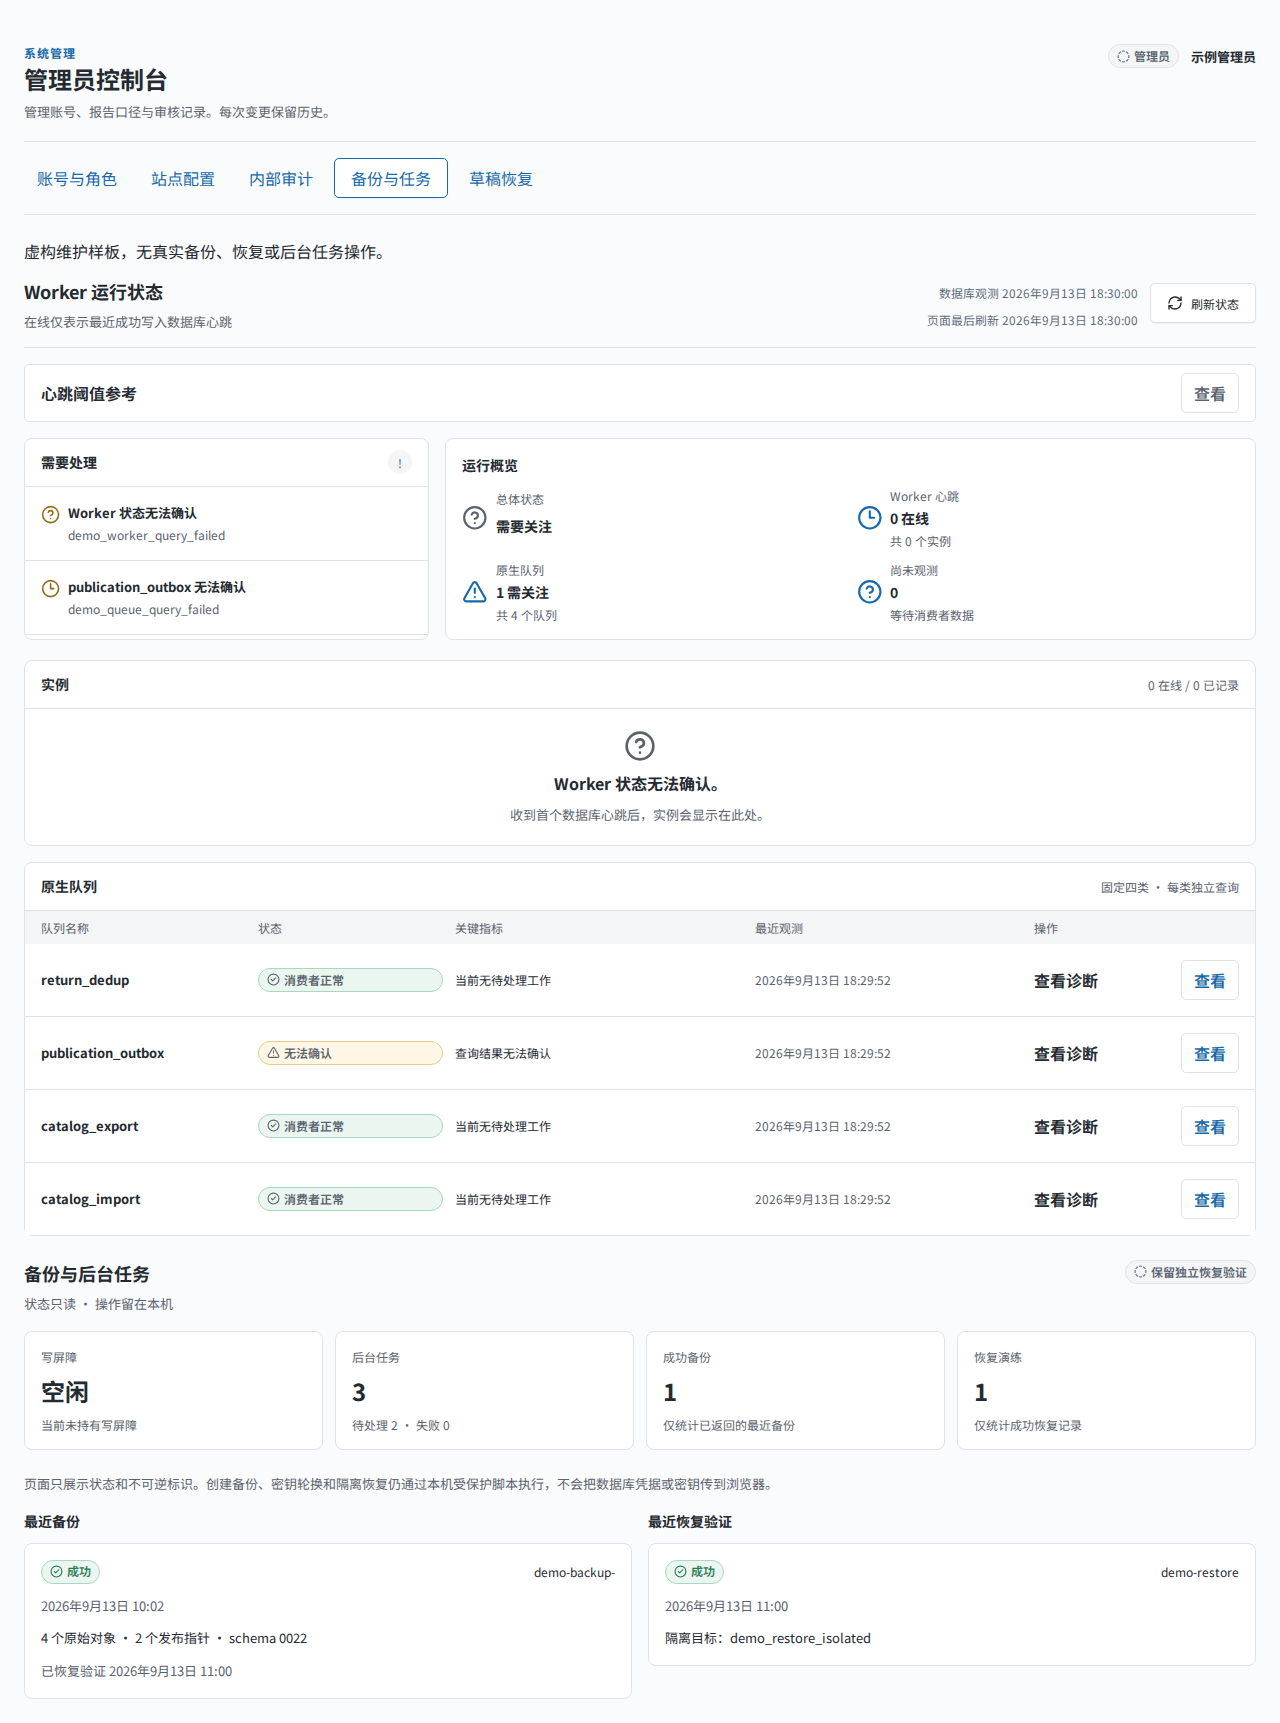 系统管理
管理员控制台
管理账号、报告口径与审核记录。每次变更保留历史。
管理员
示例管理员
账号与角色
站点配置
内部审计
备份与任务
草稿恢复
虚构维护样板，无真实备份、恢复或后台任务操作。
Worker 运行状态
在线仅表示最近成功写入数据库心跳
数据库观测 2026年9月13日 18:30:00
页面最后刷新 2026年9月13日 18:30:00
刷新状态
心跳阈值参考
查看
需要处理
!
Worker 状态无法确认
demo_worker_query_failed
publication_outbox 无法确认
demo_queue_query_failed
运行概览
总体状态
需要关注
Worker 心跳
0 在线
共 0 个实例
原生队列
1 需关注
共 4 个队列
尚未观测
0
等待消费者数据
实例
0 在线 / 0 已记录
Worker 状态无法确认。
收到首个数据库心跳后，实例会显示在此处。
原生队列
固定四类 · 每类独立查询
队列名称 状态 关键指标 最近观测 操作
return_dedup 消费者正常 当前无待处理工作 2026年9月13日 18:29:52 查看诊断 查看
publication_outbox 无法确认 查询结果无法确认 2026年9月13日 18:29:52 查看诊断 查看
catalog_export 消费者正常 当前无待处理工作 2026年9月13日 18:29:52 查看诊断 查看
catalog_import 消费者正常 当前无待处理工作 2026年9月13日 18:29:52 查看诊断 查看
备份与后台任务
状态只读 · 操作留在本机
保留独立恢复验证
写屏障
空闲
当前未持有写屏障
后台任务
3
待处理 2 · 失败 0
成功备份
1
仅统计已返回的最近备份
恢复演练
1
仅统计成功恢复记录
页面只展示状态和不可逆标识。创建备份、密钥轮换和隔离恢复仍通过本机受保护脚本执行，不会把数据库凭据或密钥传到浏览器。
最近备份
成功
demo-backup-
2026年9月13日 10:02
4 个原始对象 · 2 个发布指针 · schema 0022
已恢复验证 2026年9月13日 11:00
最近恢复验证
成功
demo-restore
2026年9月13日 11:00
隔离目标：demo_restore_isolated